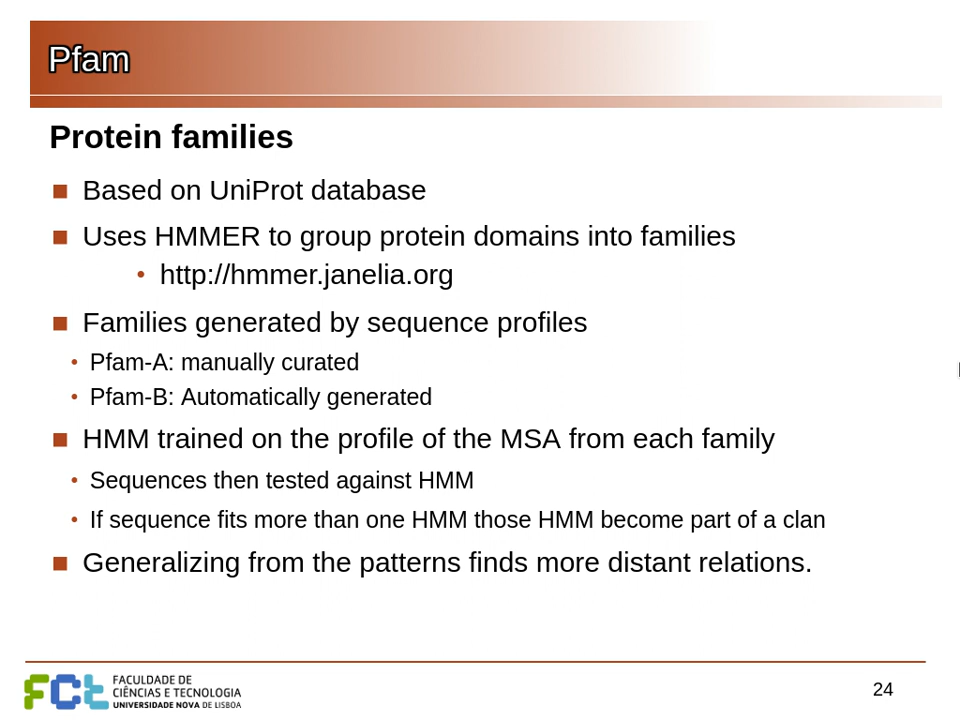 Pfam
Protein families
■ Based on UniProt database
■ Uses HMMER to group protein domains into families
• http://hmmer.janelia.org
■ Families generated by sequence profiles
• Pfam-A: manually curated
• Pfam-B: Automatically generated
■ HMM trained on the profile of the MSA from each family
• Sequences then tested against HMM
• If sequence fits more than one HMM those HMM become part of a clan
■ Generalizing from the patterns finds more distant relations.
FCt
FACULDADE DE
CIÊNCIAS E TECNOLOGIA
UNIVERSIDADE NOVA DE LISBOA
24